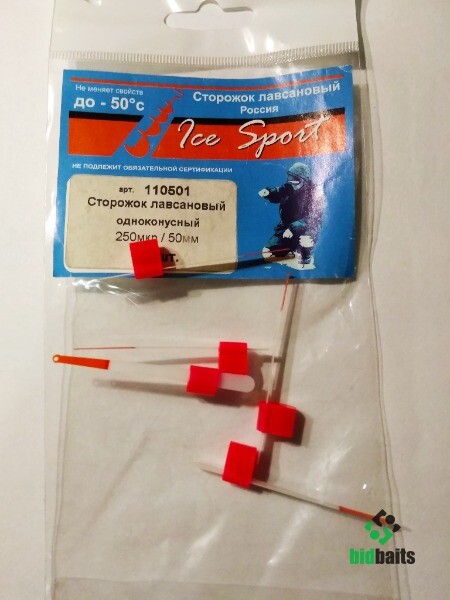 Не меняет свойств
до - 50°с
Сторожок лавсановый
Россия
Ice Sport
НЕ ПОДЛЕЖИТ ОБЯЗАТЕЛЬНОЙ СЕРТИФИКАЦИИ
арт. 110501
Сторожок лавсановый
одноконусный
250мкр / 50мм
шт.
bidbaits